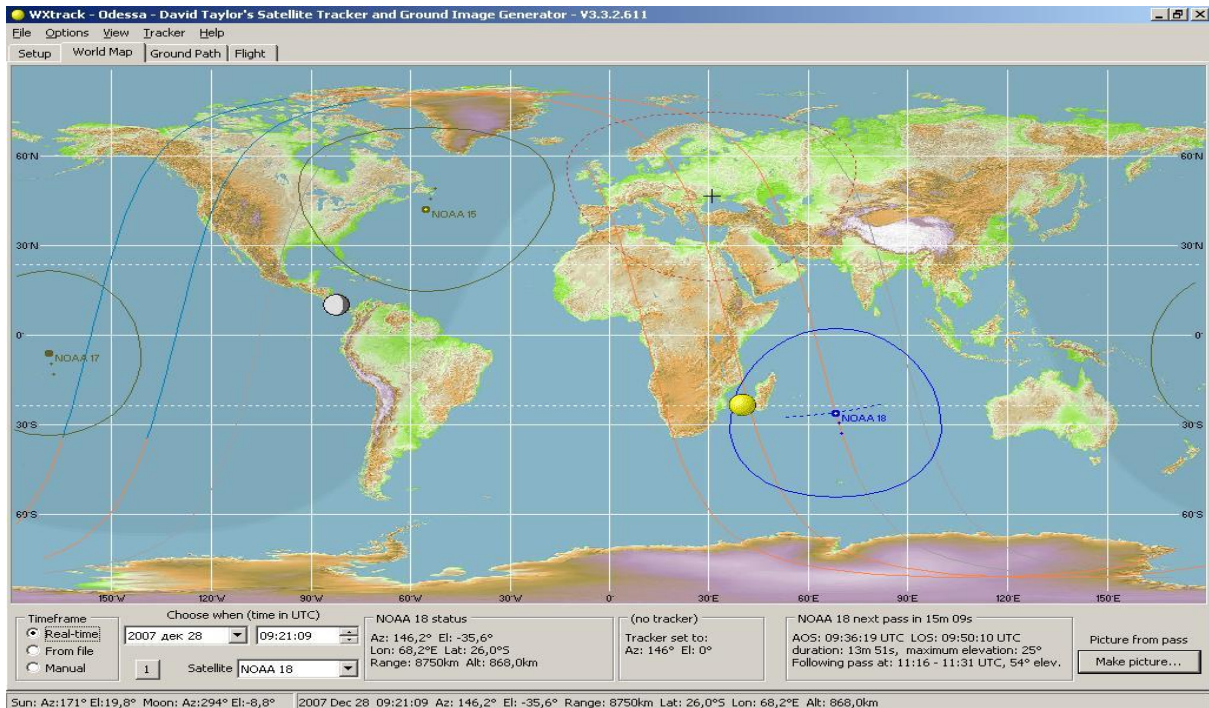 WXtrack - Odessa - David Taylor's Satellite Tracker and Ground Image Generator - V3.3.2.611
File Options View Tracker Help
Setup World Map Ground Path Flight
60°N 60°N
NOAA 15
30°N 30°N
0° 0°
NOAA 17
NOAA 18
30°S 30°S
60°S 60°S
150°W 120°W 90°W 60°W 30°W 0° 30°E 60°E 90°E 120°E 150°E
Timeframe
Real-time
From file
Manual
Choose when (time in UTC)
2007 дек 28 09:21:09
1 Satellite NOAA 18
NOAA 18 status
Az: 146,2° El: -35,6°
Lon: 68,2°E Lat: 26,0°S
Range: 8750km Alt: 868,0km
(no tracker)
Tracker set to:
Az: 146° El: 0°
NOAA 18 next pass in 15m 09s
AOS: 09:36:19 UTC LOS: 09:50:10 UTC
duration: 13m 51s, maximum elevation: 25°
Following pass at: 11:16 - 11:31 UTC, 54° elev.
Picture from pass
Make picture...
Sun: Az:171° El:19,8° Moon: Az:294° El:-8,8° 2007 Dec 28 09:21:09 Az: 146,2° El: -35,6° Range: 8750km Lat: 26,0°S Lon: 68,2°E Alt: 868,0km